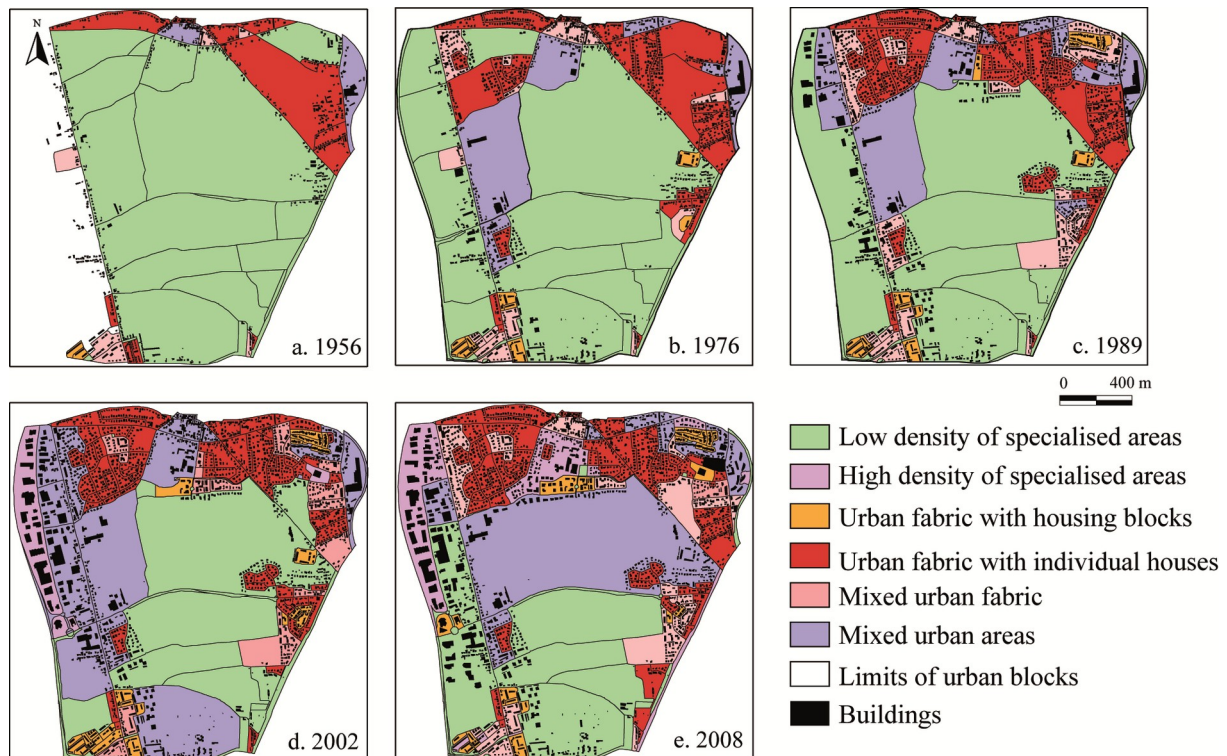 N
a. 1956
b. 1976
c. 1989
0 400 m
d. 2002
e. 2008
Low density of specialised areas
High density of specialised areas
Urban fabric with housing blocks
Urban fabric with individual houses
Mixed urban fabric
Mixed urban areas
Limits of urban blocks
Buildings